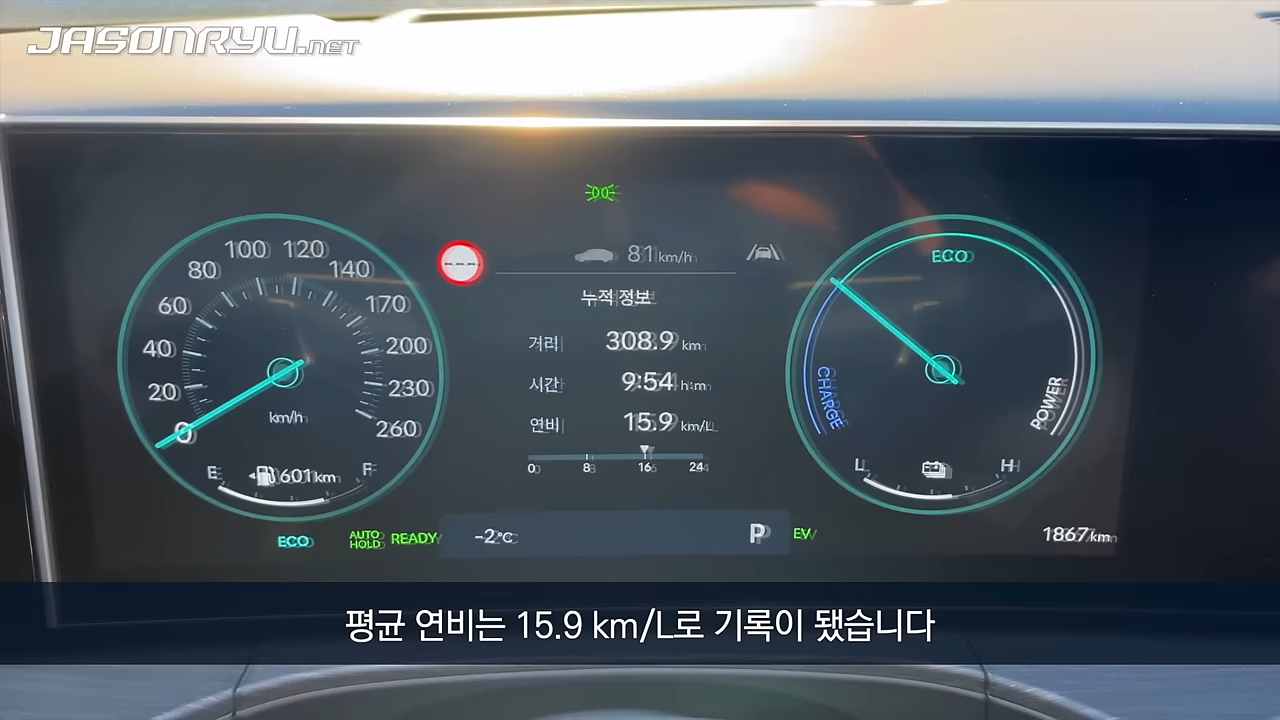 JASONRYU.NET
81 km/h
누적 정보
거리 308.9 km
시간 9:54 h:m
연비 15.9 km/L
0 8 16 24
0 20 40 60 80 100 120 140 170 200 230 260
km/h
E 601 km F
ECO
CHARGE
POWER
L H
ECO AUTO HOLD READY -2°C P EV 1867 km
평균 연비는 15.9 km/L로 기록이 됐습니다